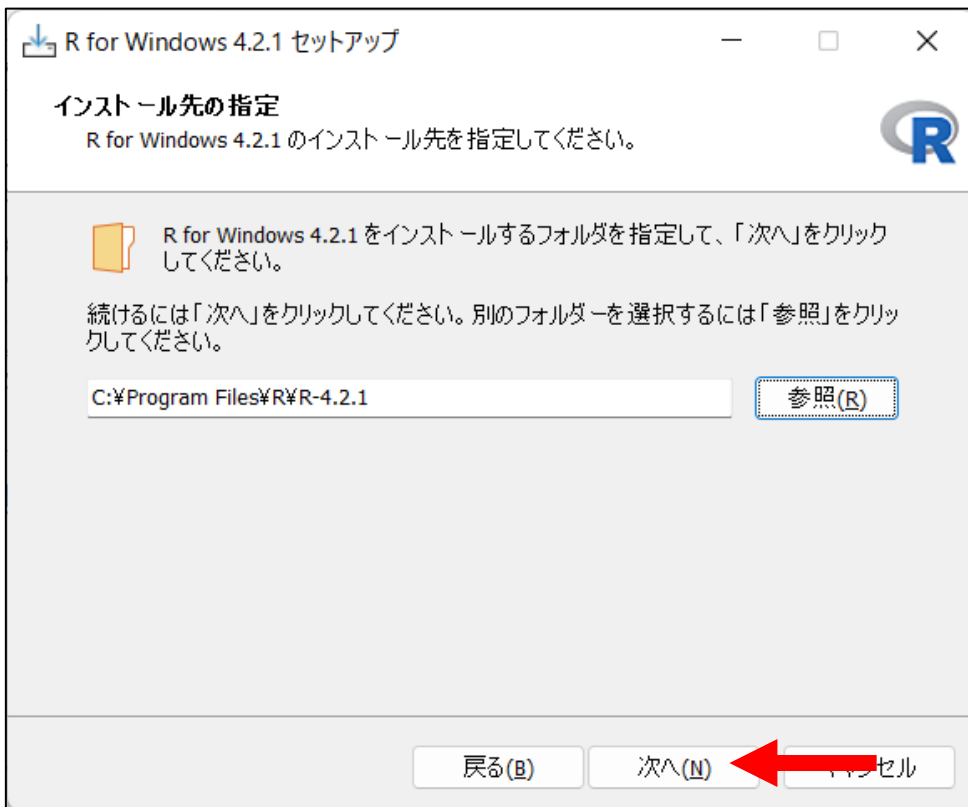 R for Windows 4.2.1 セットアップ
インストール先の指定
R for Windows 4.2.1 のインストール先を指定してください。
R
R for Windows 4.2.1 をインストールするフォルダを指定して、「次へ」をクリック
してください。
続けるには「次へ」をクリックしてください。別のフォルダーを選択するには「参照」をクリッ
クしてください。
C:¥Program Files¥R¥R-4.2.1
参照(R)
戻る(B)
次へ(N)
セル